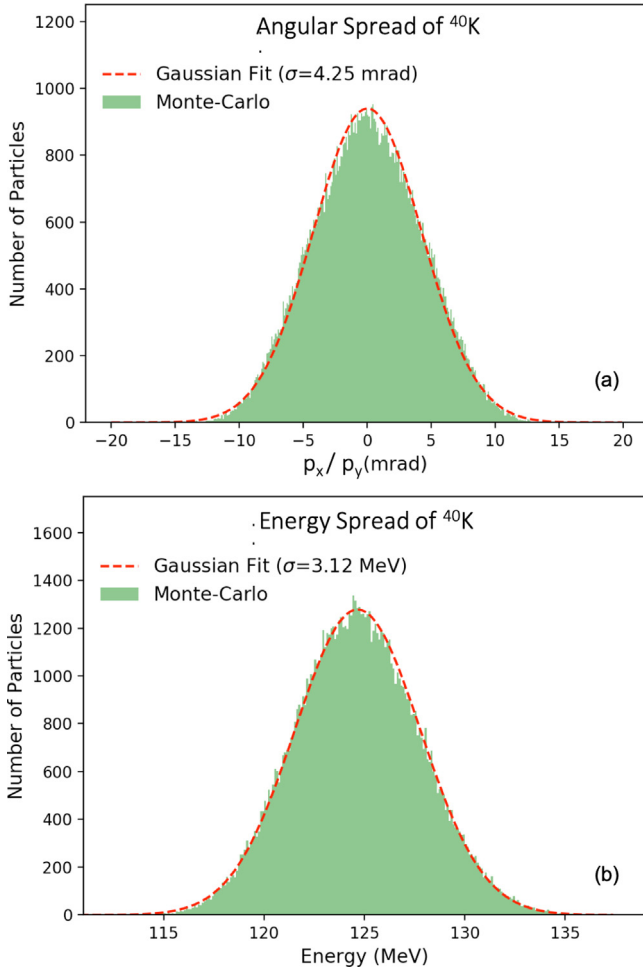 Angular Spread of ⁴⁰K
Gaussian Fit (σ=4.25 mrad)
Monte-Carlo
Number of Particles
1200
1000
800
600
400
200
0
(a)
−20 −15 −10 −5 0 5 10 15 20
pₓ/ pᵧ(mrad)
Energy Spread of ⁴⁰K
Gaussian Fit (σ=3.12 MeV)
Monte-Carlo
Number of Particles
1600
1400
1200
1000
800
600
400
200
0
(b)
115 120 125 130 135
Energy (MeV)